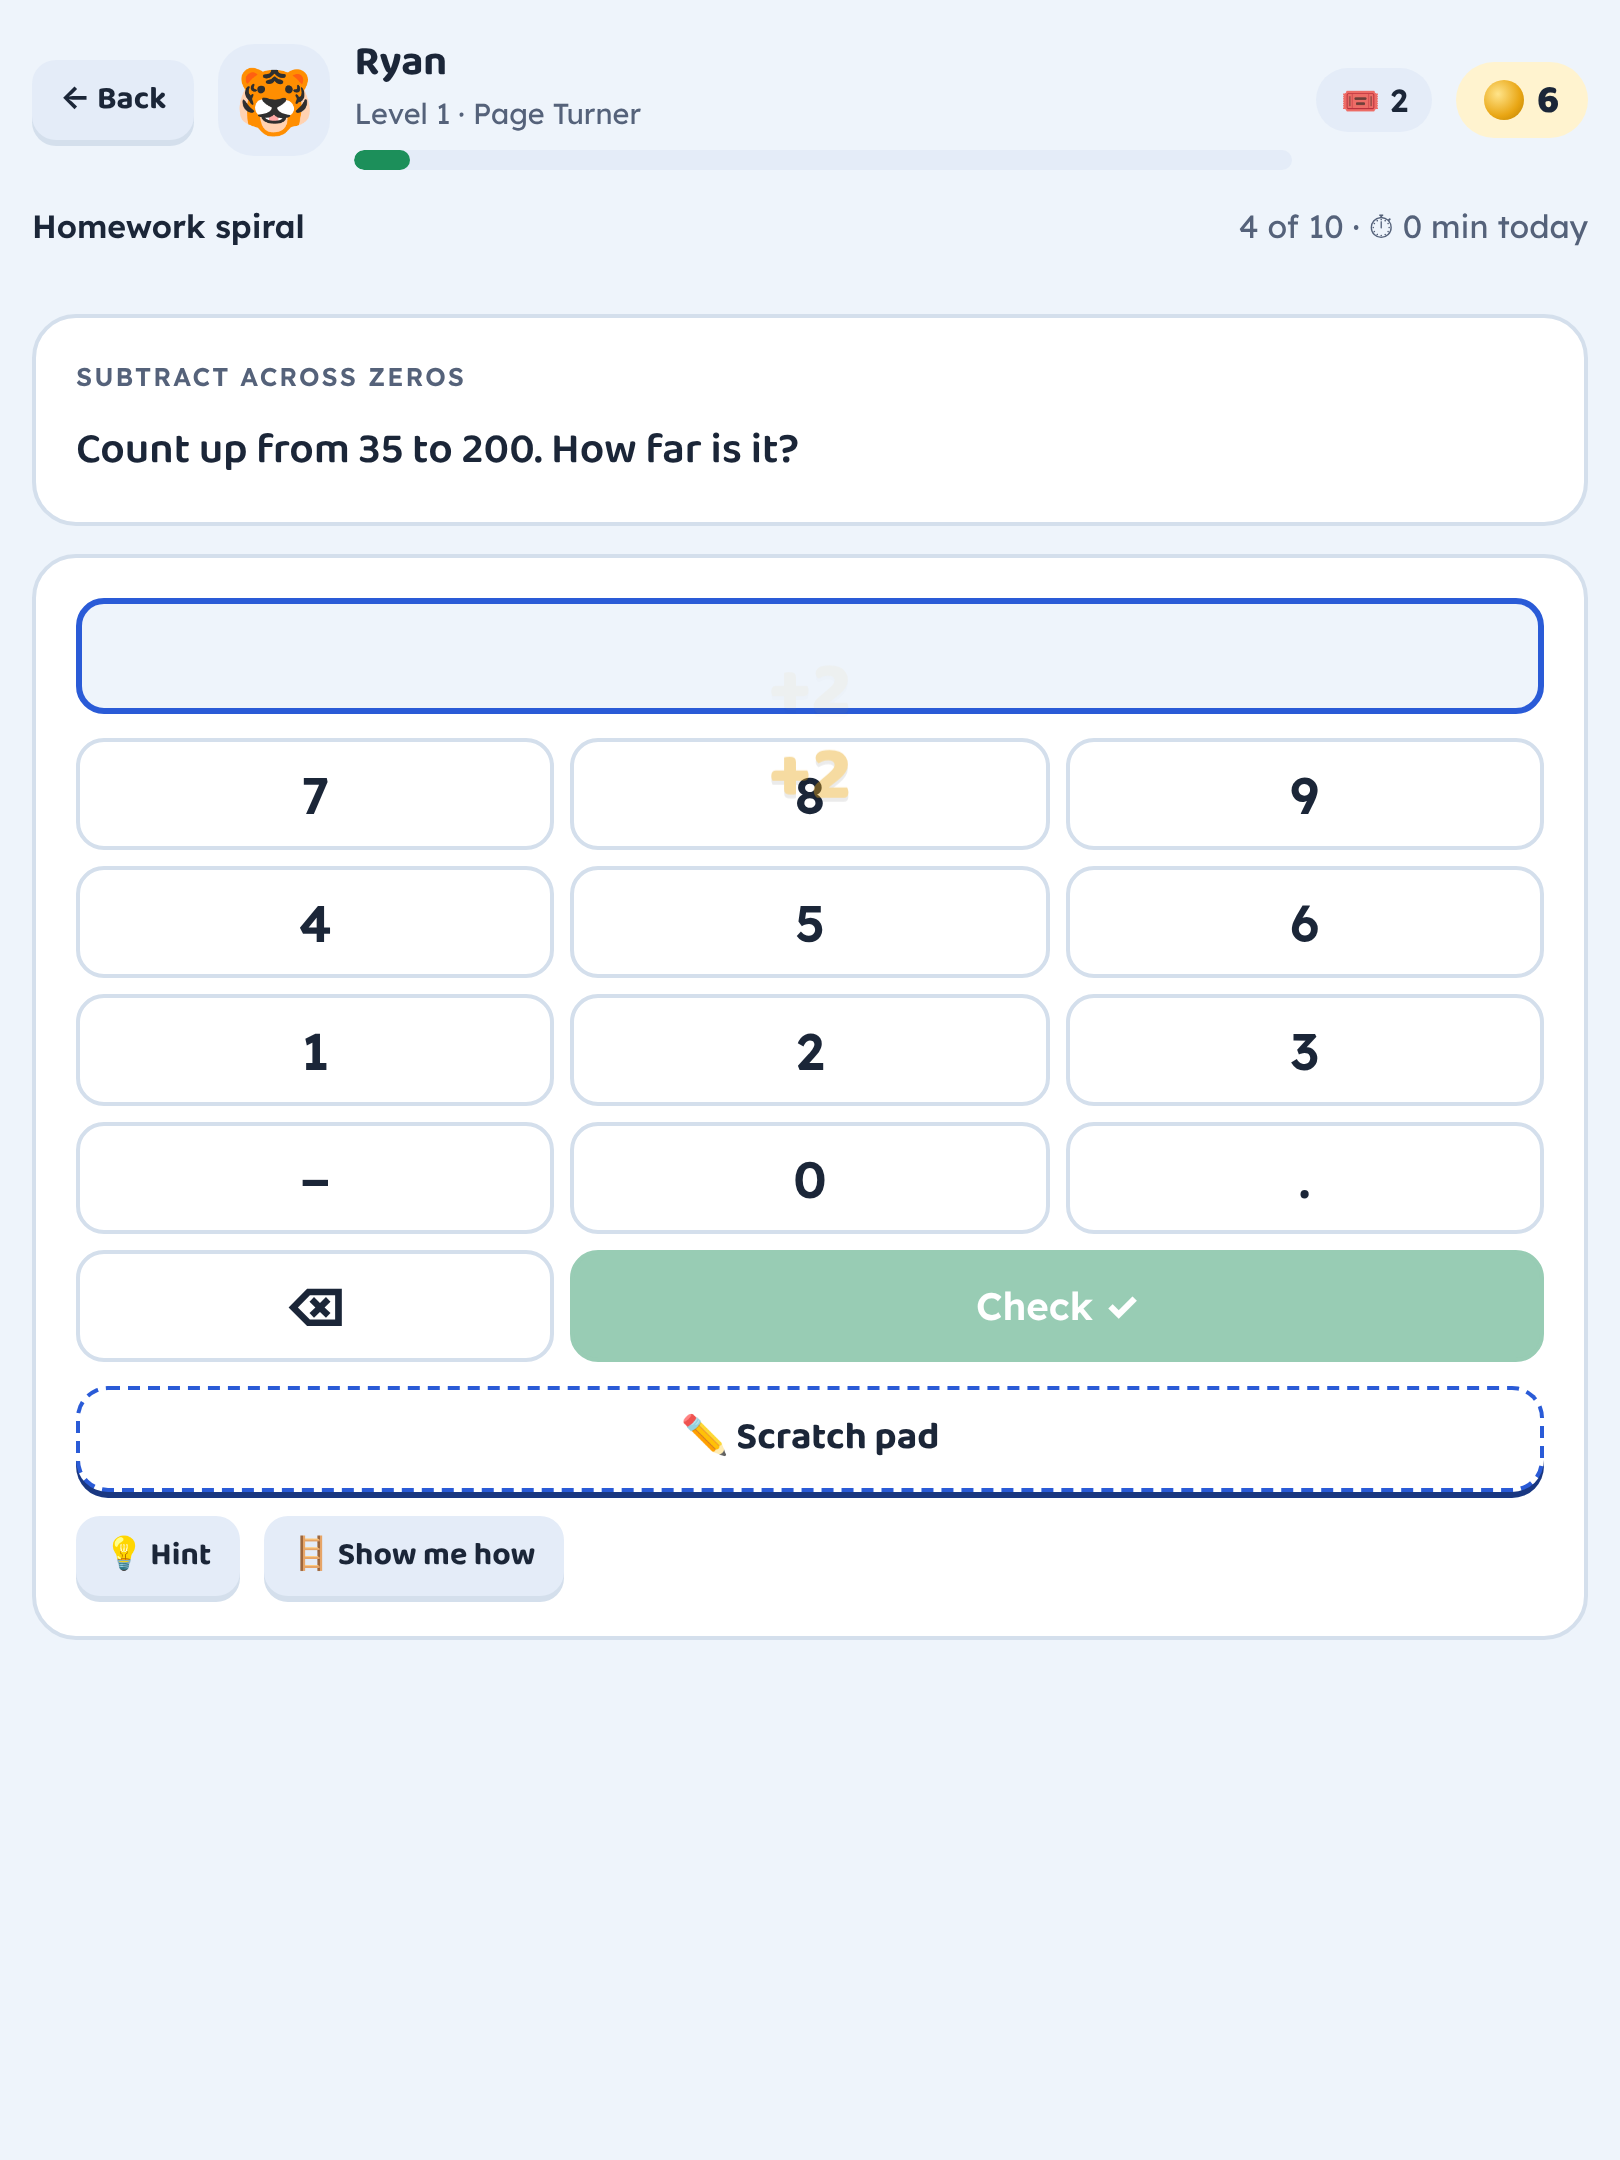 ← Back
Ryan
Level 1 · Page Turner
2
6
Homework spiral
4 of 10 · ⏱ 0 min today
SUBTRACT ACROSS ZEROS
Count up from 35 to 200. How far is it?
+2
+2
7 8 9
4 5 6
1 2 3
– 0 .
⌫ Check ✓
✏️ Scratch pad
💡 Hint 🪜 Show me how